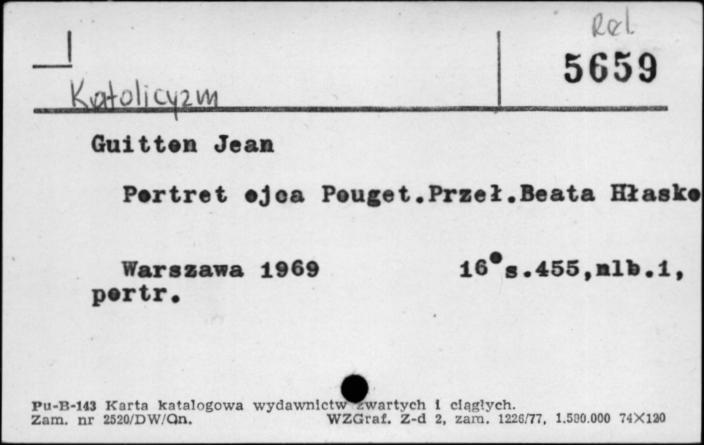 Rel
5659
Katolicyzm
Guitton Jean
Portret ojca Pouget.Przeł.Beata Hłasko
Warszawa 1969 16°s.455,nlb.1,
portr.
Pu-B-143 Karta katalogowa wydawnictw zwartych i ciągłych.
Zam. nr 2520/DW/Qn. WZGraf. Z-d 2, zam. 1226/77, 1.500.000 74×120